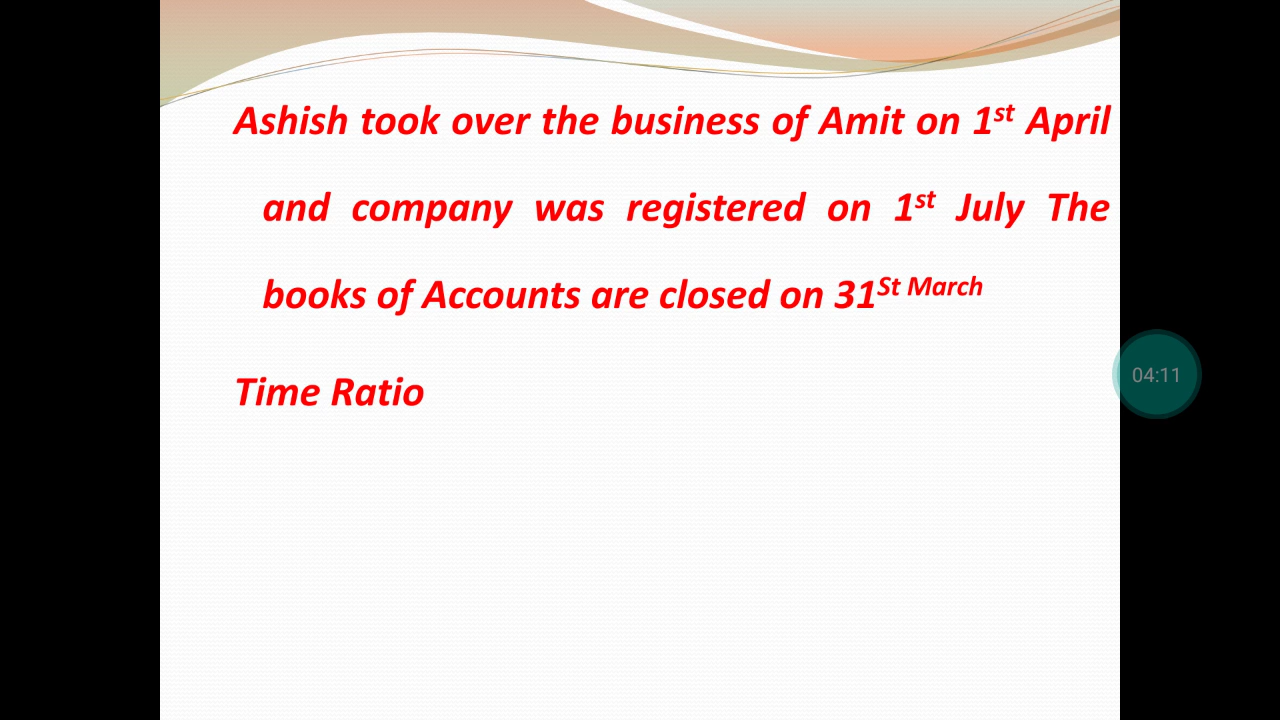 Ashish took over the business of Amit on 1st April
and company was registered on 1st July The
books of Accounts are closed on 31St March
Time Ratio
04:11